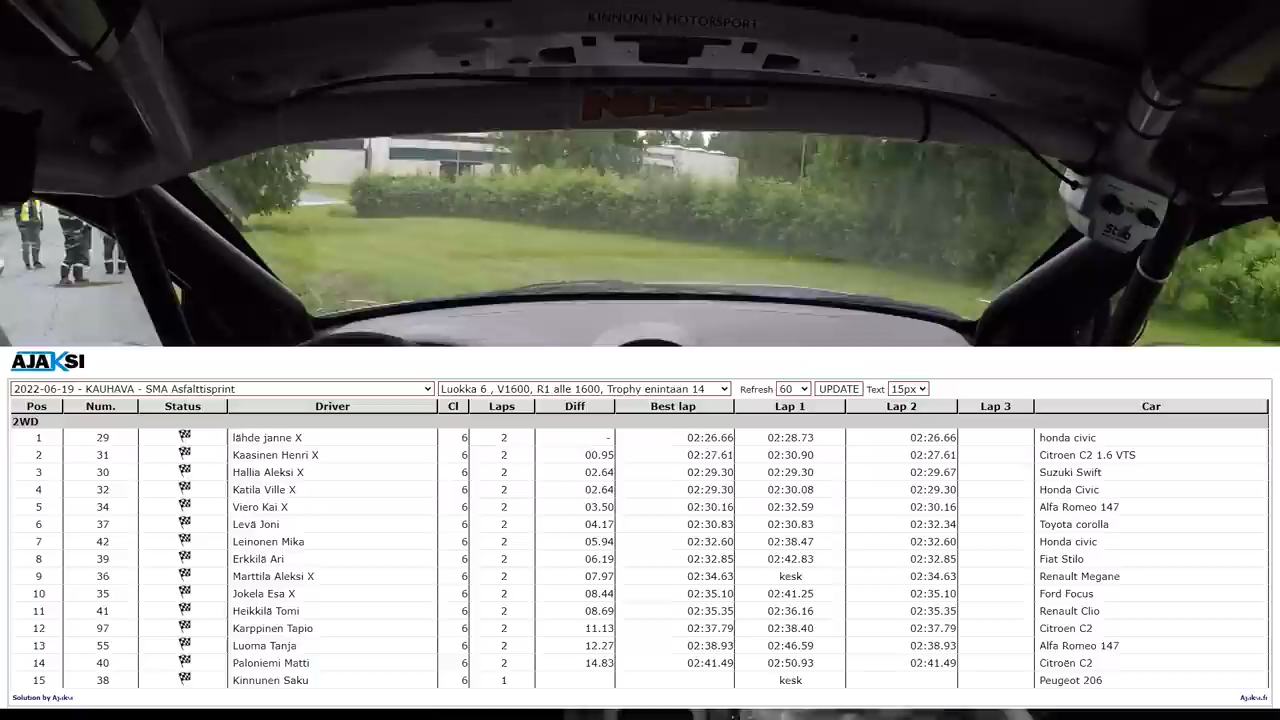 KINNUNEN MOTORSPORT
Stilo
AJAKSI
2022-06-19 - KAUHAVA - SMA Asfalttisprint Luokka 6 , V1600, R1 alle 1600, Trophy enintaan 14 Refresh 60 UPDATE Text 15px
Pos Num. Status Driver Cl Laps Diff Best lap Lap 1 Lap 2 Lap 3 Car
2WD
1 29 lähde janne X 6 2 - 02:26.66 02:28.73 02:26.66 honda civic
2 31 Kaasinen Henri X 6 2 00.95 02:27.61 02:30.90 02:27.61 Citroen C2 1.6 VTS
3 30 Hallia Aleksi X 6 2 02.64 02:29.30 02:29.30 02:29.67 Suzuki Swift
4 32 Katila Ville X 6 2 02.64 02:29.30 02:30.08 02:29.30 Honda Civic
5 34 Viero Kai X 6 2 03.50 02:30.16 02:32.59 02:30.16 Alfa Romeo 147
6 37 Levä Joni 6 2 04.17 02:30.83 02:30.83 02:32.34 Toyota corolla
7 42 Leinonen Mika 6 2 05.94 02:32.60 02:38.47 02:32.60 Honda civic
8 39 Erkkilä Ari 6 2 06.19 02:32.85 02:42.83 02:32.85 Fiat Stilo
9 36 Marttila Aleksi X 6 2 07.97 02:34.63 kesk 02:34.63 Renault Megane
10 35 Jokela Esa X 6 2 08.44 02:35.10 02:41.25 02:35.10 Ford Focus
11 41 Heikkilä Tomi 6 2 08.69 02:35.35 02:36.16 02:35.35 Renault Clio
12 97 Karppinen Tapio 6 2 11.13 02:37.79 02:38.40 02:37.79 Citroen C2
13 55 Luoma Tanja 6 2 12.27 02:38.93 02:46.59 02:38.93 Alfa Romeo 147
14 40 Paloniemi Matti 6 2 14.83 02:41.49 02:50.93 02:41.49 Citroën C2
15 38 Kinnunen Saku 6 1 kesk Peugeot 206
Solution by Ajaksi Ajaksi.fi